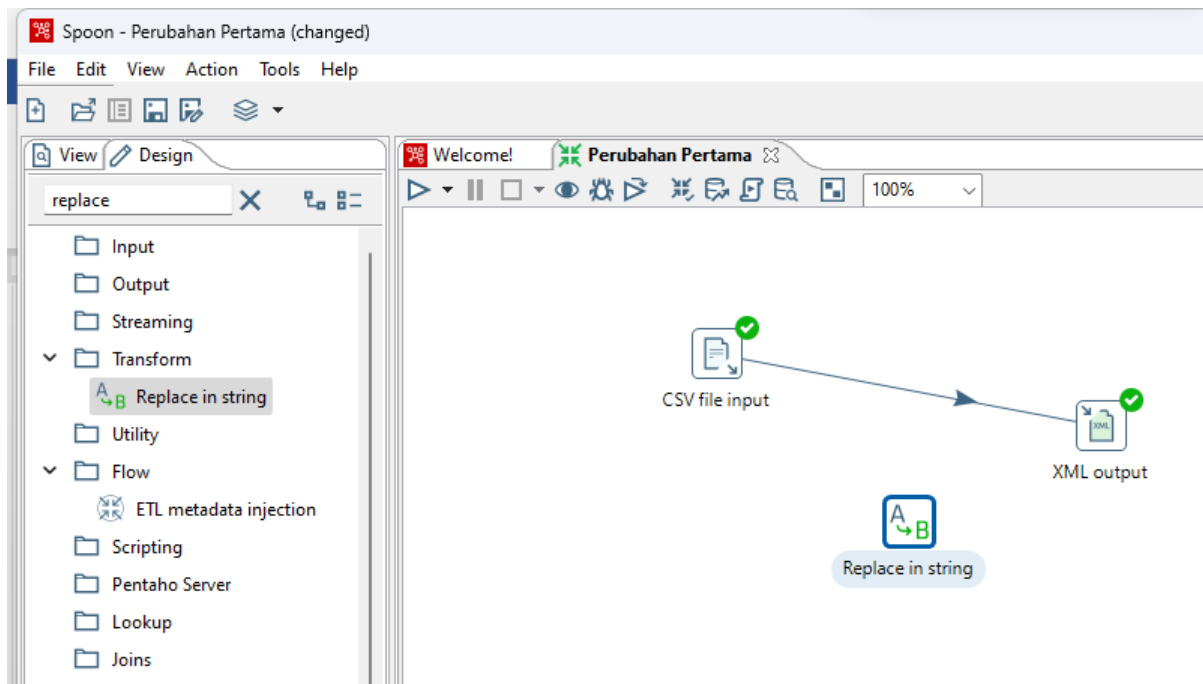 Spoon - Perubahan Pertama (changed)
File Edit View Action Tools Help
View Design
replace
Input
Output
Streaming
Transform
A B Replace in string
Utility
Flow
ETL metadata injection
Scripting
Pentaho Server
Lookup
Joins
Welcome! Perubahan Pertama
100%
CSV file input
XML
XML output
A B
Replace in string